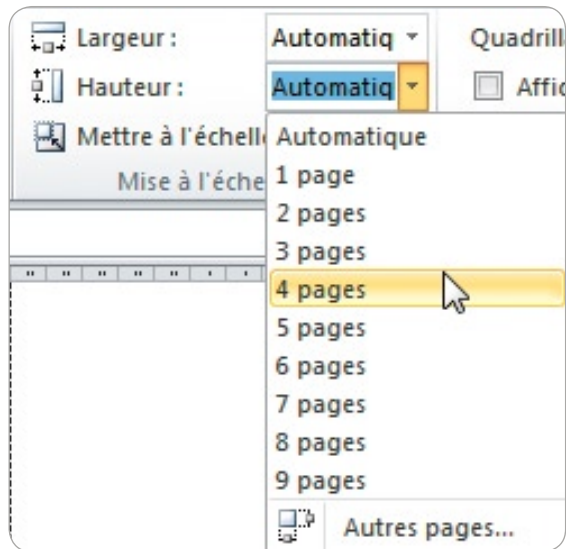 Largeur : Automatiq Quadrill
Hauteur : Automatiq Affic
Mettre à l'échell
Mise à l'éche
Automatique
1 page
2 pages
3 pages
4 pages
5 pages
6 pages
7 pages
8 pages
9 pages
Autres pages...